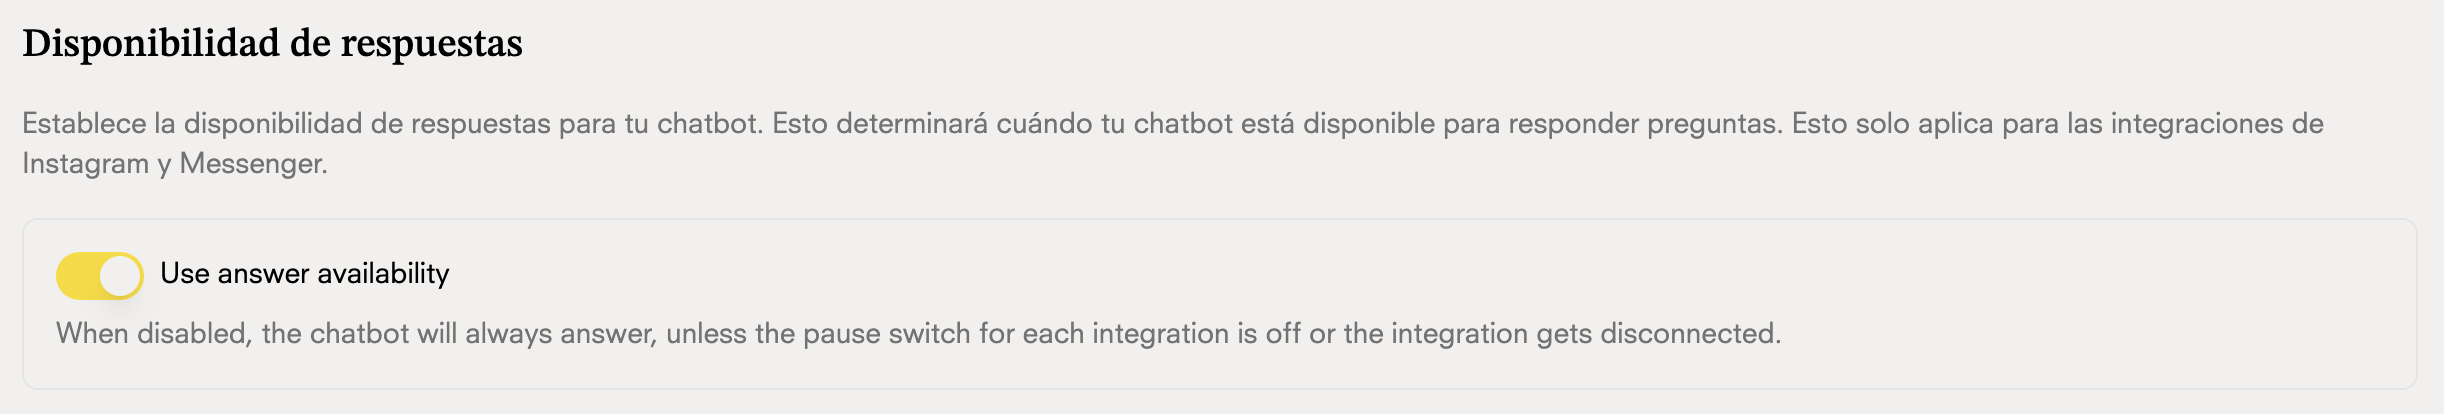 Disponibilidad de respuestas
Establece la disponibilidad de respuestas para tu chatbot. Esto determinará cuándo tu chatbot está disponible para responder preguntas. Esto solo aplica para las integraciones de
Instagram y Messenger.
Use answer availability
When disabled, the chatbot will always answer, unless the pause switch for each integration is off or the integration gets disconnected.